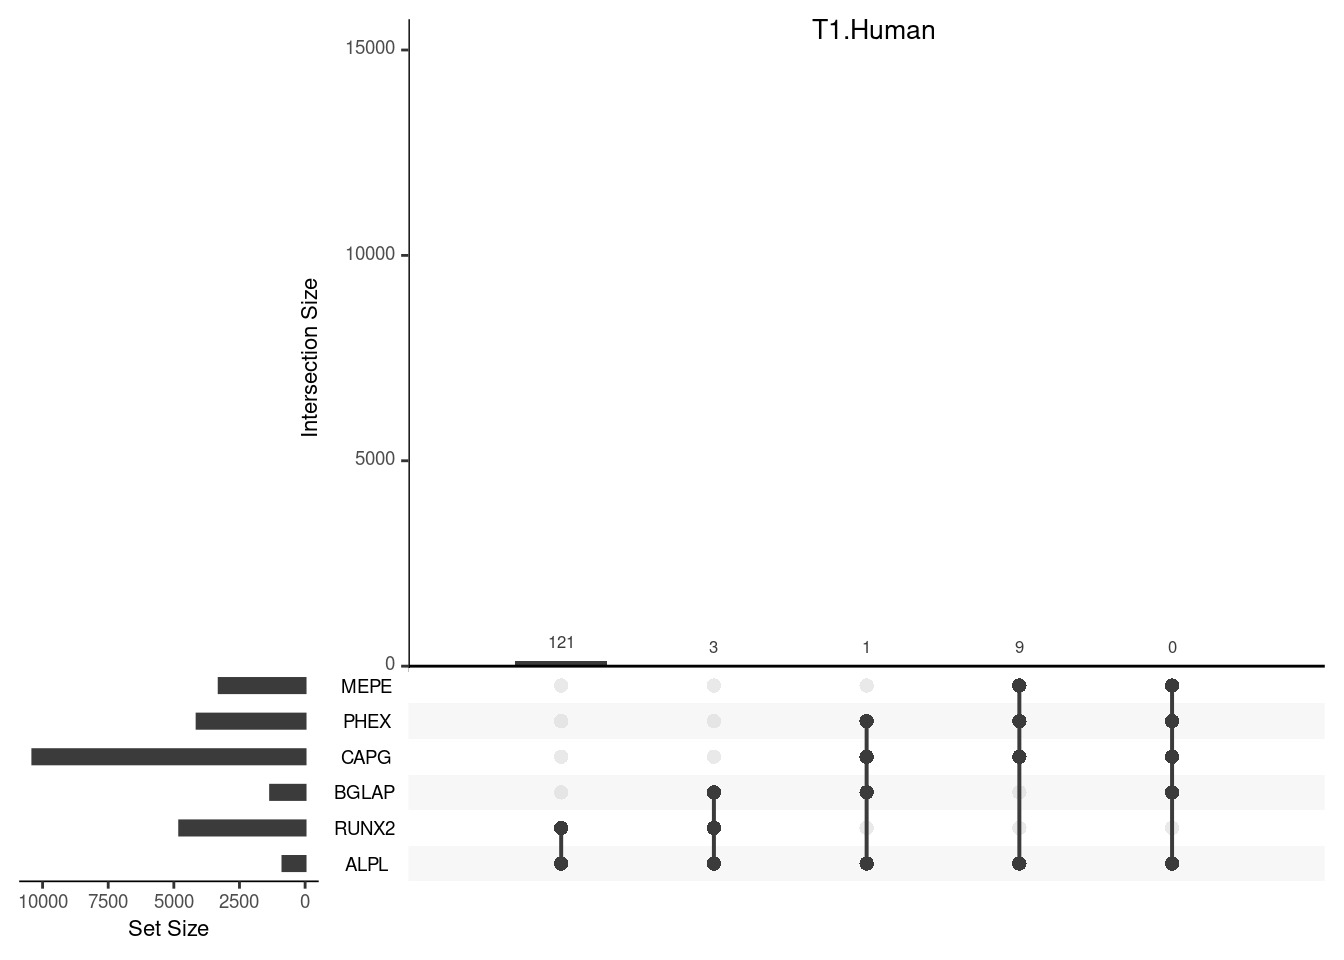 T1.Human
15000
10000
5000
0
Intersection Size
121 3 1 9 0
MEPE
PHEX
CAPG
BGLAP
RUNX2
ALPL
10000 7500 5000 2500 0
Set Size